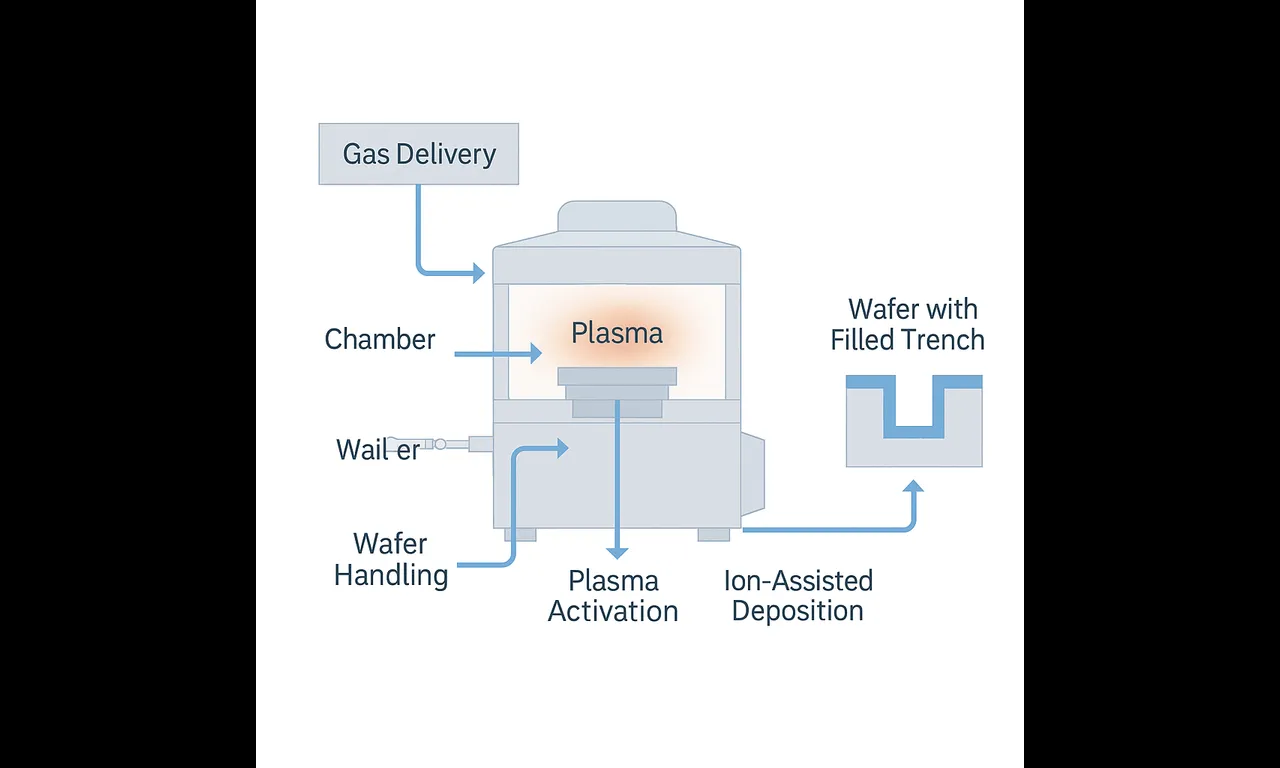 Gas Delivery
Plasma
Wafer with
Filled Trench
Chamber
Wail er
Wafer
Handling
Plasma
Activation
Ion-Assisted
Deposition